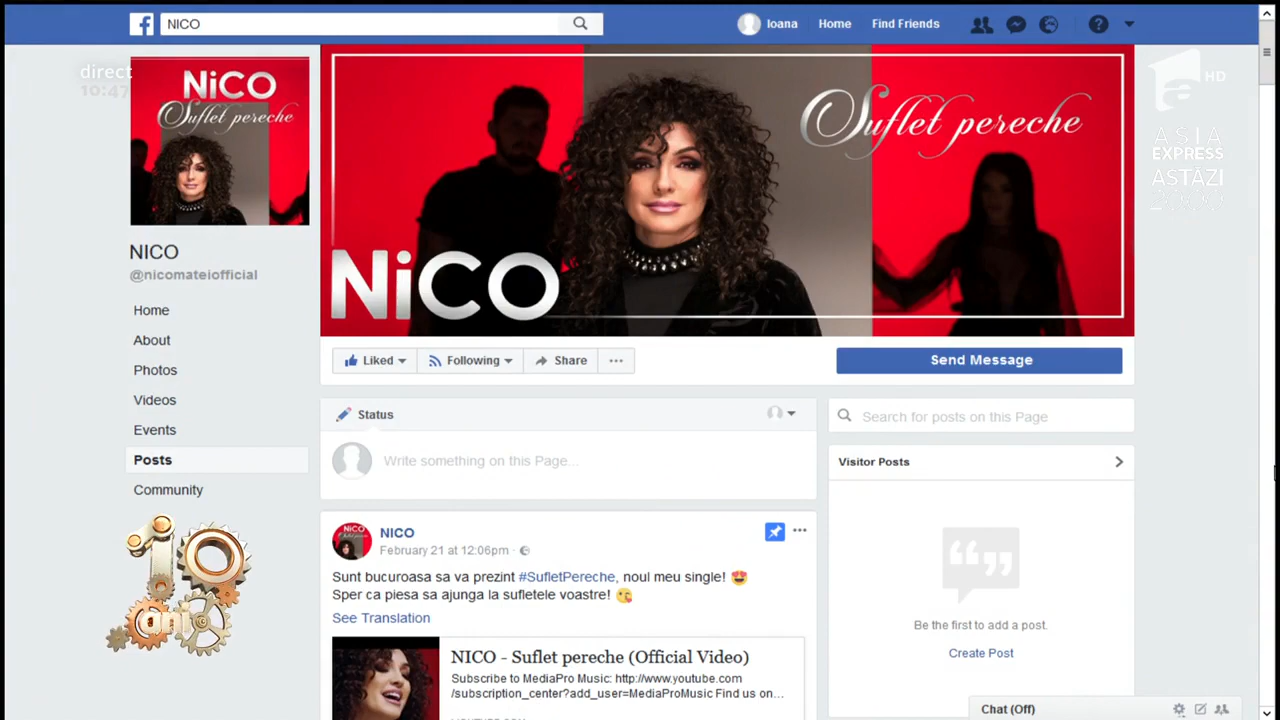 NICO
Ioana
Home
Find Friends
direct
10:47
NiCO
Suflet pereche
NICO
@nicomateiofficial
Home
About
Photos
Videos
Events
Posts
Community
10
ani
Suflet pereche
NiCO
HD
ASIA
EXPRESS
ASTĂZI
Liked
Following
Share
Send Message
Status
Write something on this Page...
Search for posts on this Page
Visitor Posts
Be the first to add a post.
Create Post
NICO
NICO
February 21 at 12:06pm ·
Sunt bucuroasa sa va prezint #SufletPereche, noul meu single!
Sper ca piesa sa ajunga la sufletele voastre!
See Translation
NICO - Suflet pereche (Official Video)
Subscribe to MediaPro Music: http://www.youtube.com
/subscription_center?add_user=MediaProMusic Find us on...
Chat (Off)